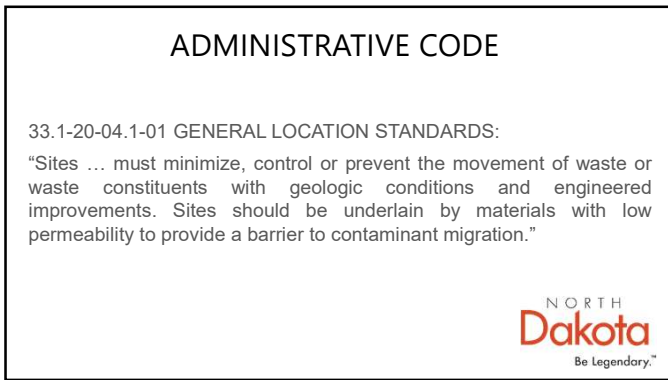 ADMINISTRATIVE CODE
33.1-20-04.1-01 GENERAL LOCATION STANDARDS:
“Sites … must minimize, control or prevent the movement of waste or
waste constituents with geologic conditions and engineered
improvements. Sites should be underlain by materials with low
permeability to provide a barrier to contaminant migration.”
NORTH
Dakota
Be Legendary.™